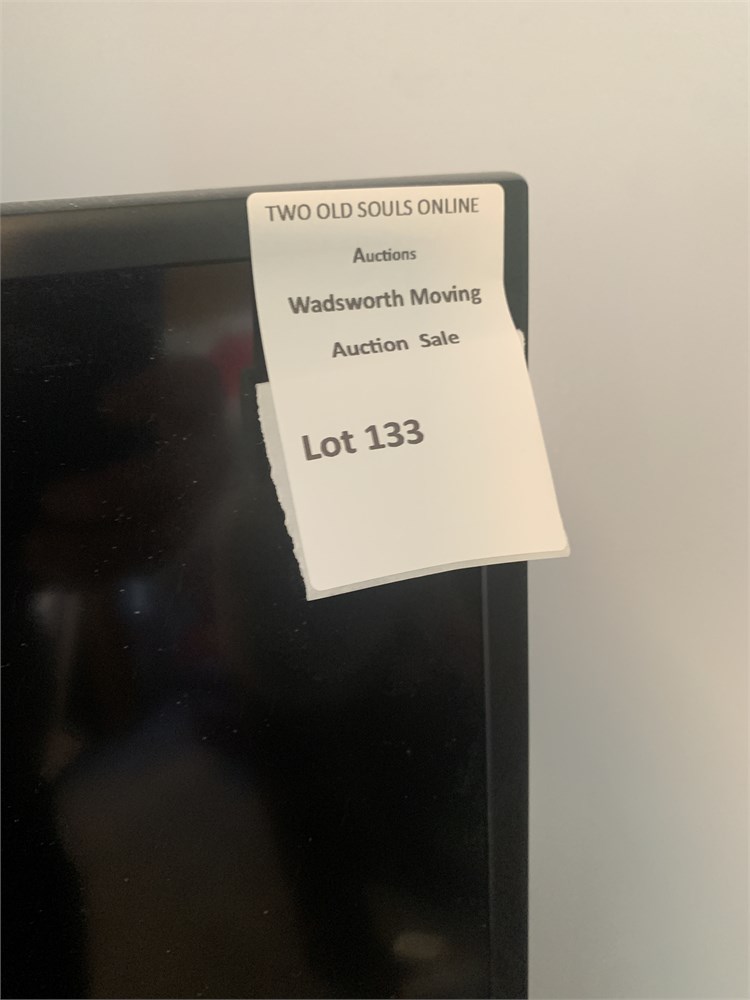 TWO OLD SOULS ONLINE
Auctions
Wadsworth Moving
Auction Sale
Lot 133